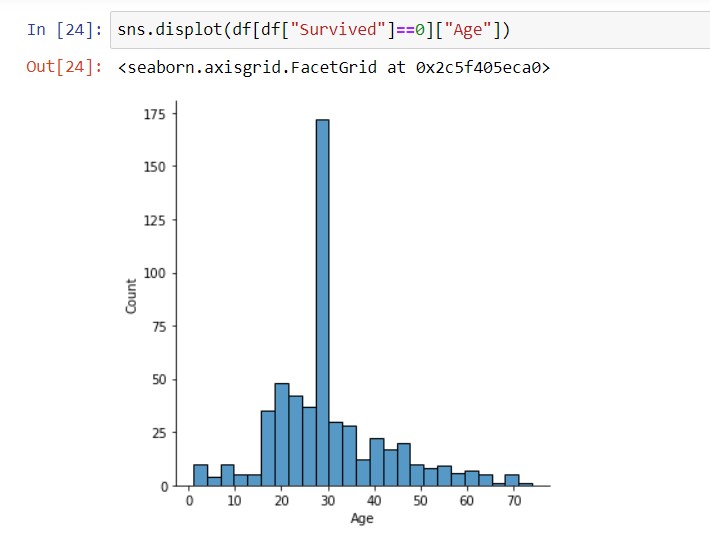 In [24]: sns.displot(df[df["Survived"]==0]["Age"])
Out[24]: <seaborn.axisgrid.FacetGrid at 0x2c5f405eca0>
175
150
125
100
75
50
25
0
Count
0 10 20 30 40 50 60 70
Age